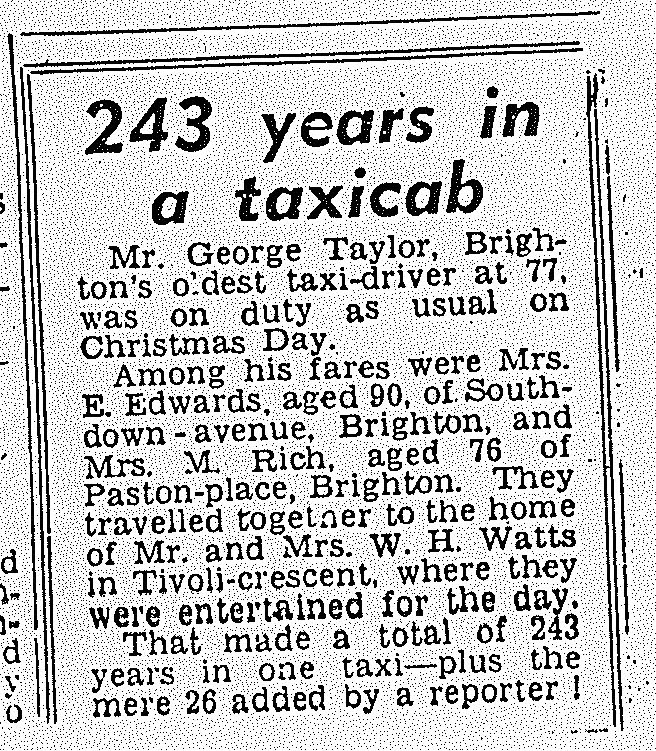 243 years in
a taxicab
Mr. George Taylor, Brigh-
ton's oldest taxi-driver at 77,
was on duty as usual on
Christmas Day.
Among his fares were Mrs.
E. Edwards, aged 90, of South-
down-avenue, Brighton, and
Mrs. M. Rich, aged 76 of
Paston-place, Brighton. They
travelled together to the home
of Mr. and Mrs. W. H. Watts
in Tivoli-crescent, where they
were entertained for the day.
That made a total of 243
years in one taxi—plus the
mere 26 added by a reporter !